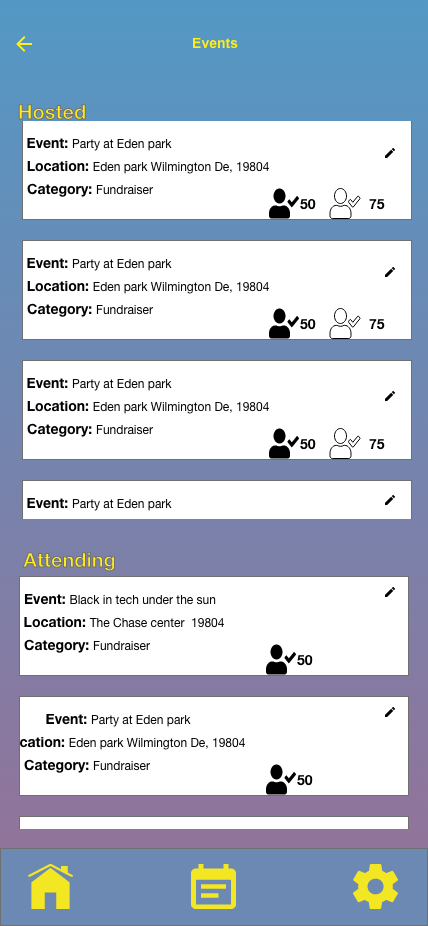 Events
Hosted
Event: Party at Eden park
Location: Eden park Wilmington De, 19804
Category: Fundraiser
50 75
Event: Party at Eden park
Location: Eden park Wilmington De, 19804
Category: Fundraiser
50 75
Event: Party at Eden park
Location: Eden park Wilmington De, 19804
Category: Fundraiser
50 75
Event: Party at Eden park
Attending
Event: Black in tech under the sun
Location: The Chase center 19804
Category: Fundraiser
50
Event: Party at Eden park
cation: Eden park Wilmington De, 19804
Category: Fundraiser
50